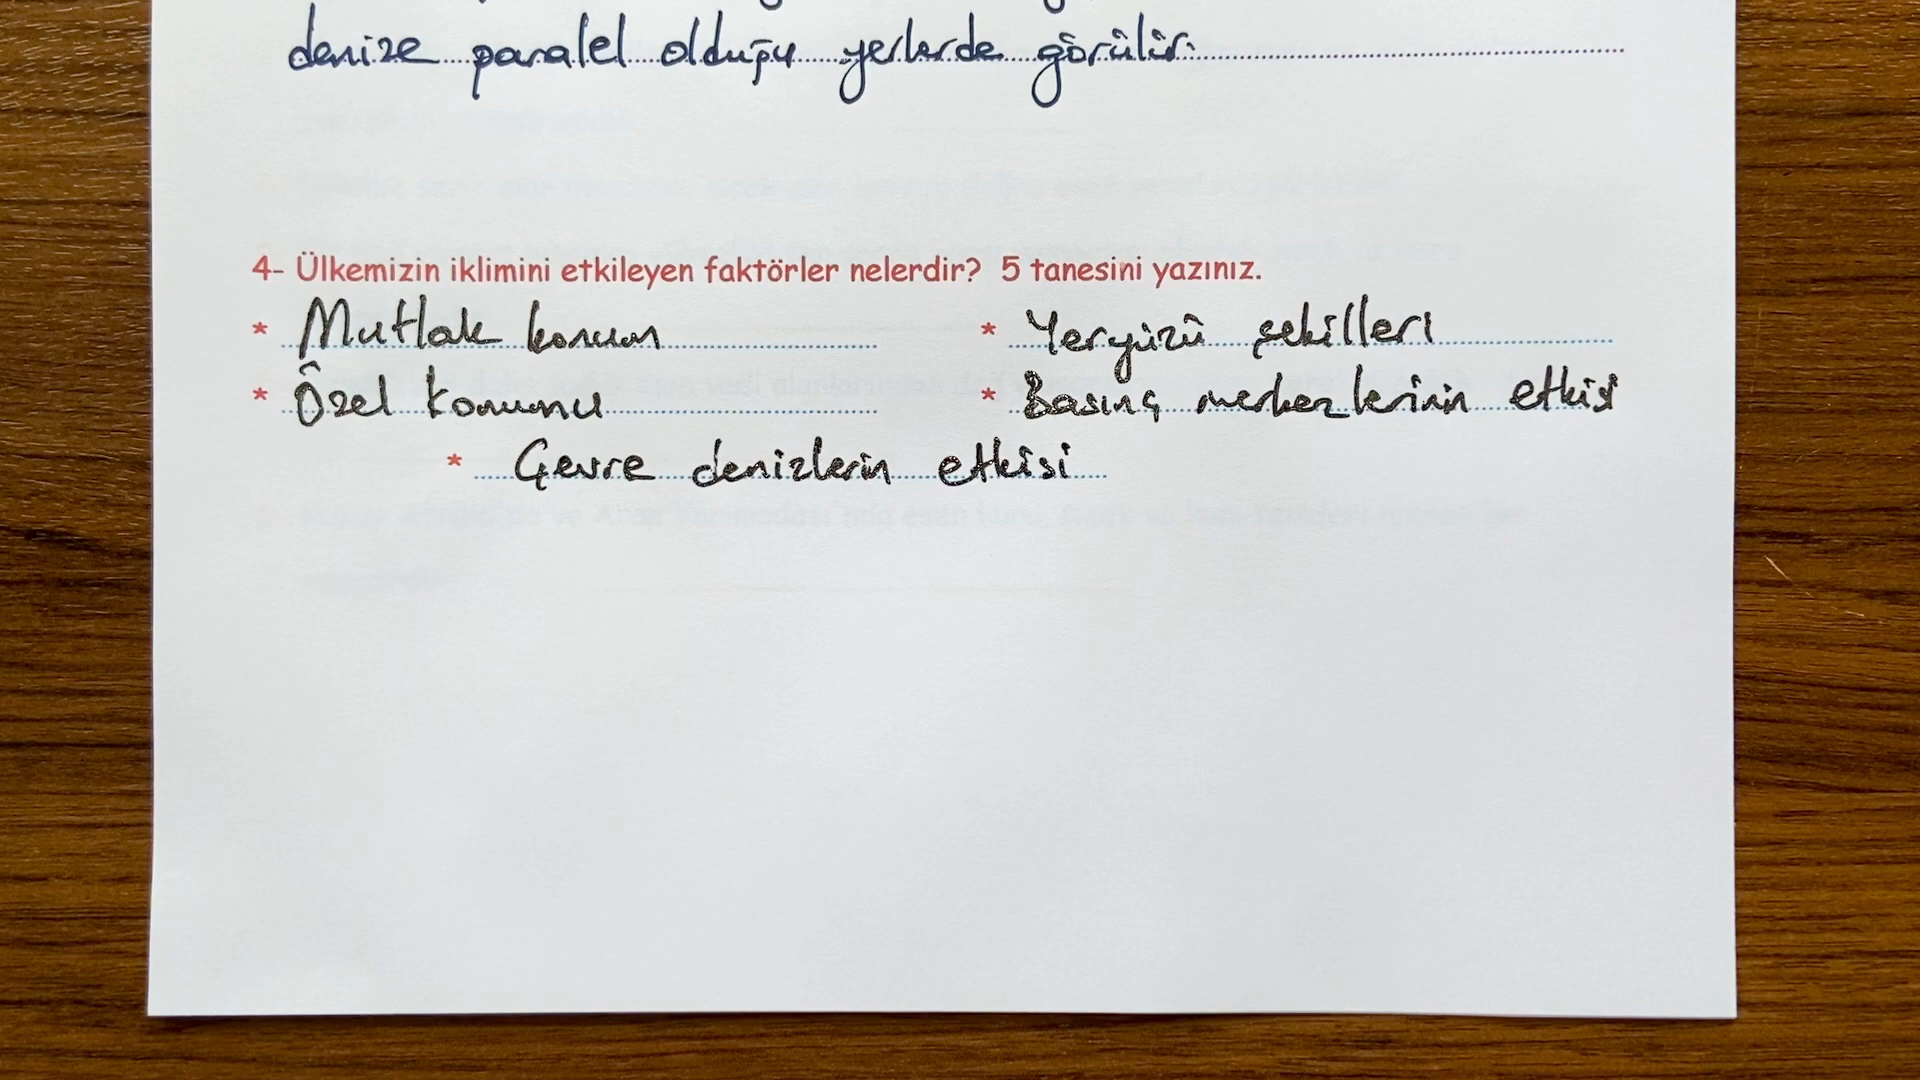 denize paralel olduğu yerlerde görülür.
4- Ülkemizin iklimini etkileyen faktörler nelerdir? 5 tanesini yazınız.
* Mutlak konum * Yeryüzü şekilleri
* Özel konumu * Basınç merkezlerinin etkisi
* Çevre denizlerin etkisi